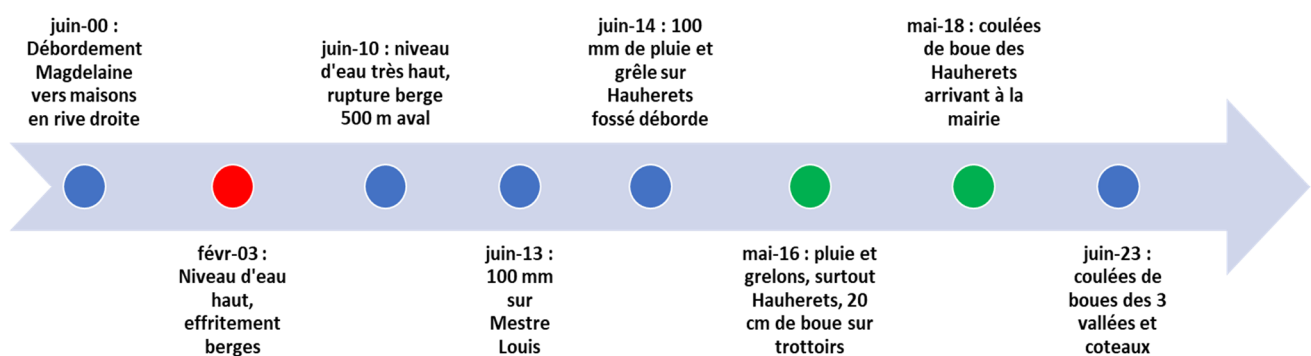 juin-00 :
Débordement
Magdelaine
vers maisons
en rive droite
févr-03 :
Niveau d'eau
haut,
effritement
berges
juin-10 : niveau
d'eau très haut,
rupture berge
500 m aval
juin-13 :
100 mm
sur
Mestre
Louis
juin-14 : 100
mm de pluie et
grêle sur
Hauherets
fossé déborde
mai-16 : pluie et
grelons, surtout
Hauherets, 20
cm de boue sur
trottoirs
mai-18 : coulées
de boue des
Hauherets
arrivant à la
mairie
juin-23 :
coulées de
boues des 3
vallées et
coteaux